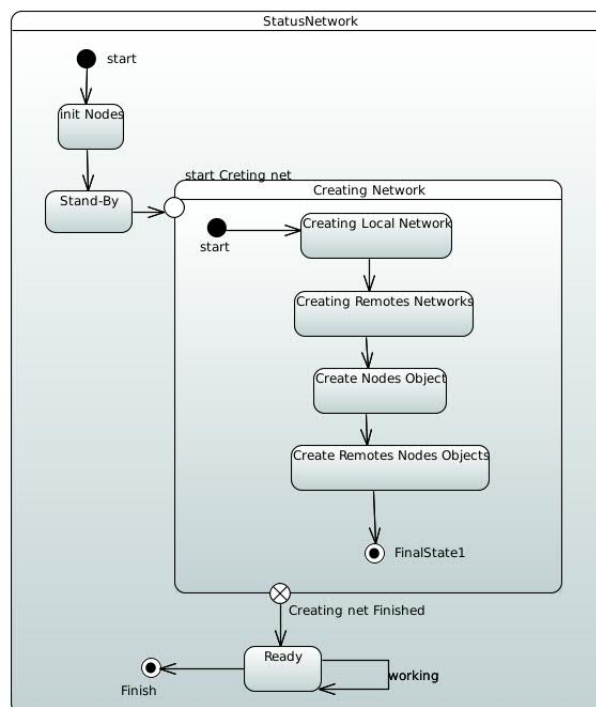 StatusNetwork
start
init Nodes
start Creting net
Stand-By
Creating Network
start
Creating Local Network
Creating Remotes Networks
Create Nodes Object
Create Remotes Nodes Objects
FinalState1
Creating net Finished
Ready
working
Finish